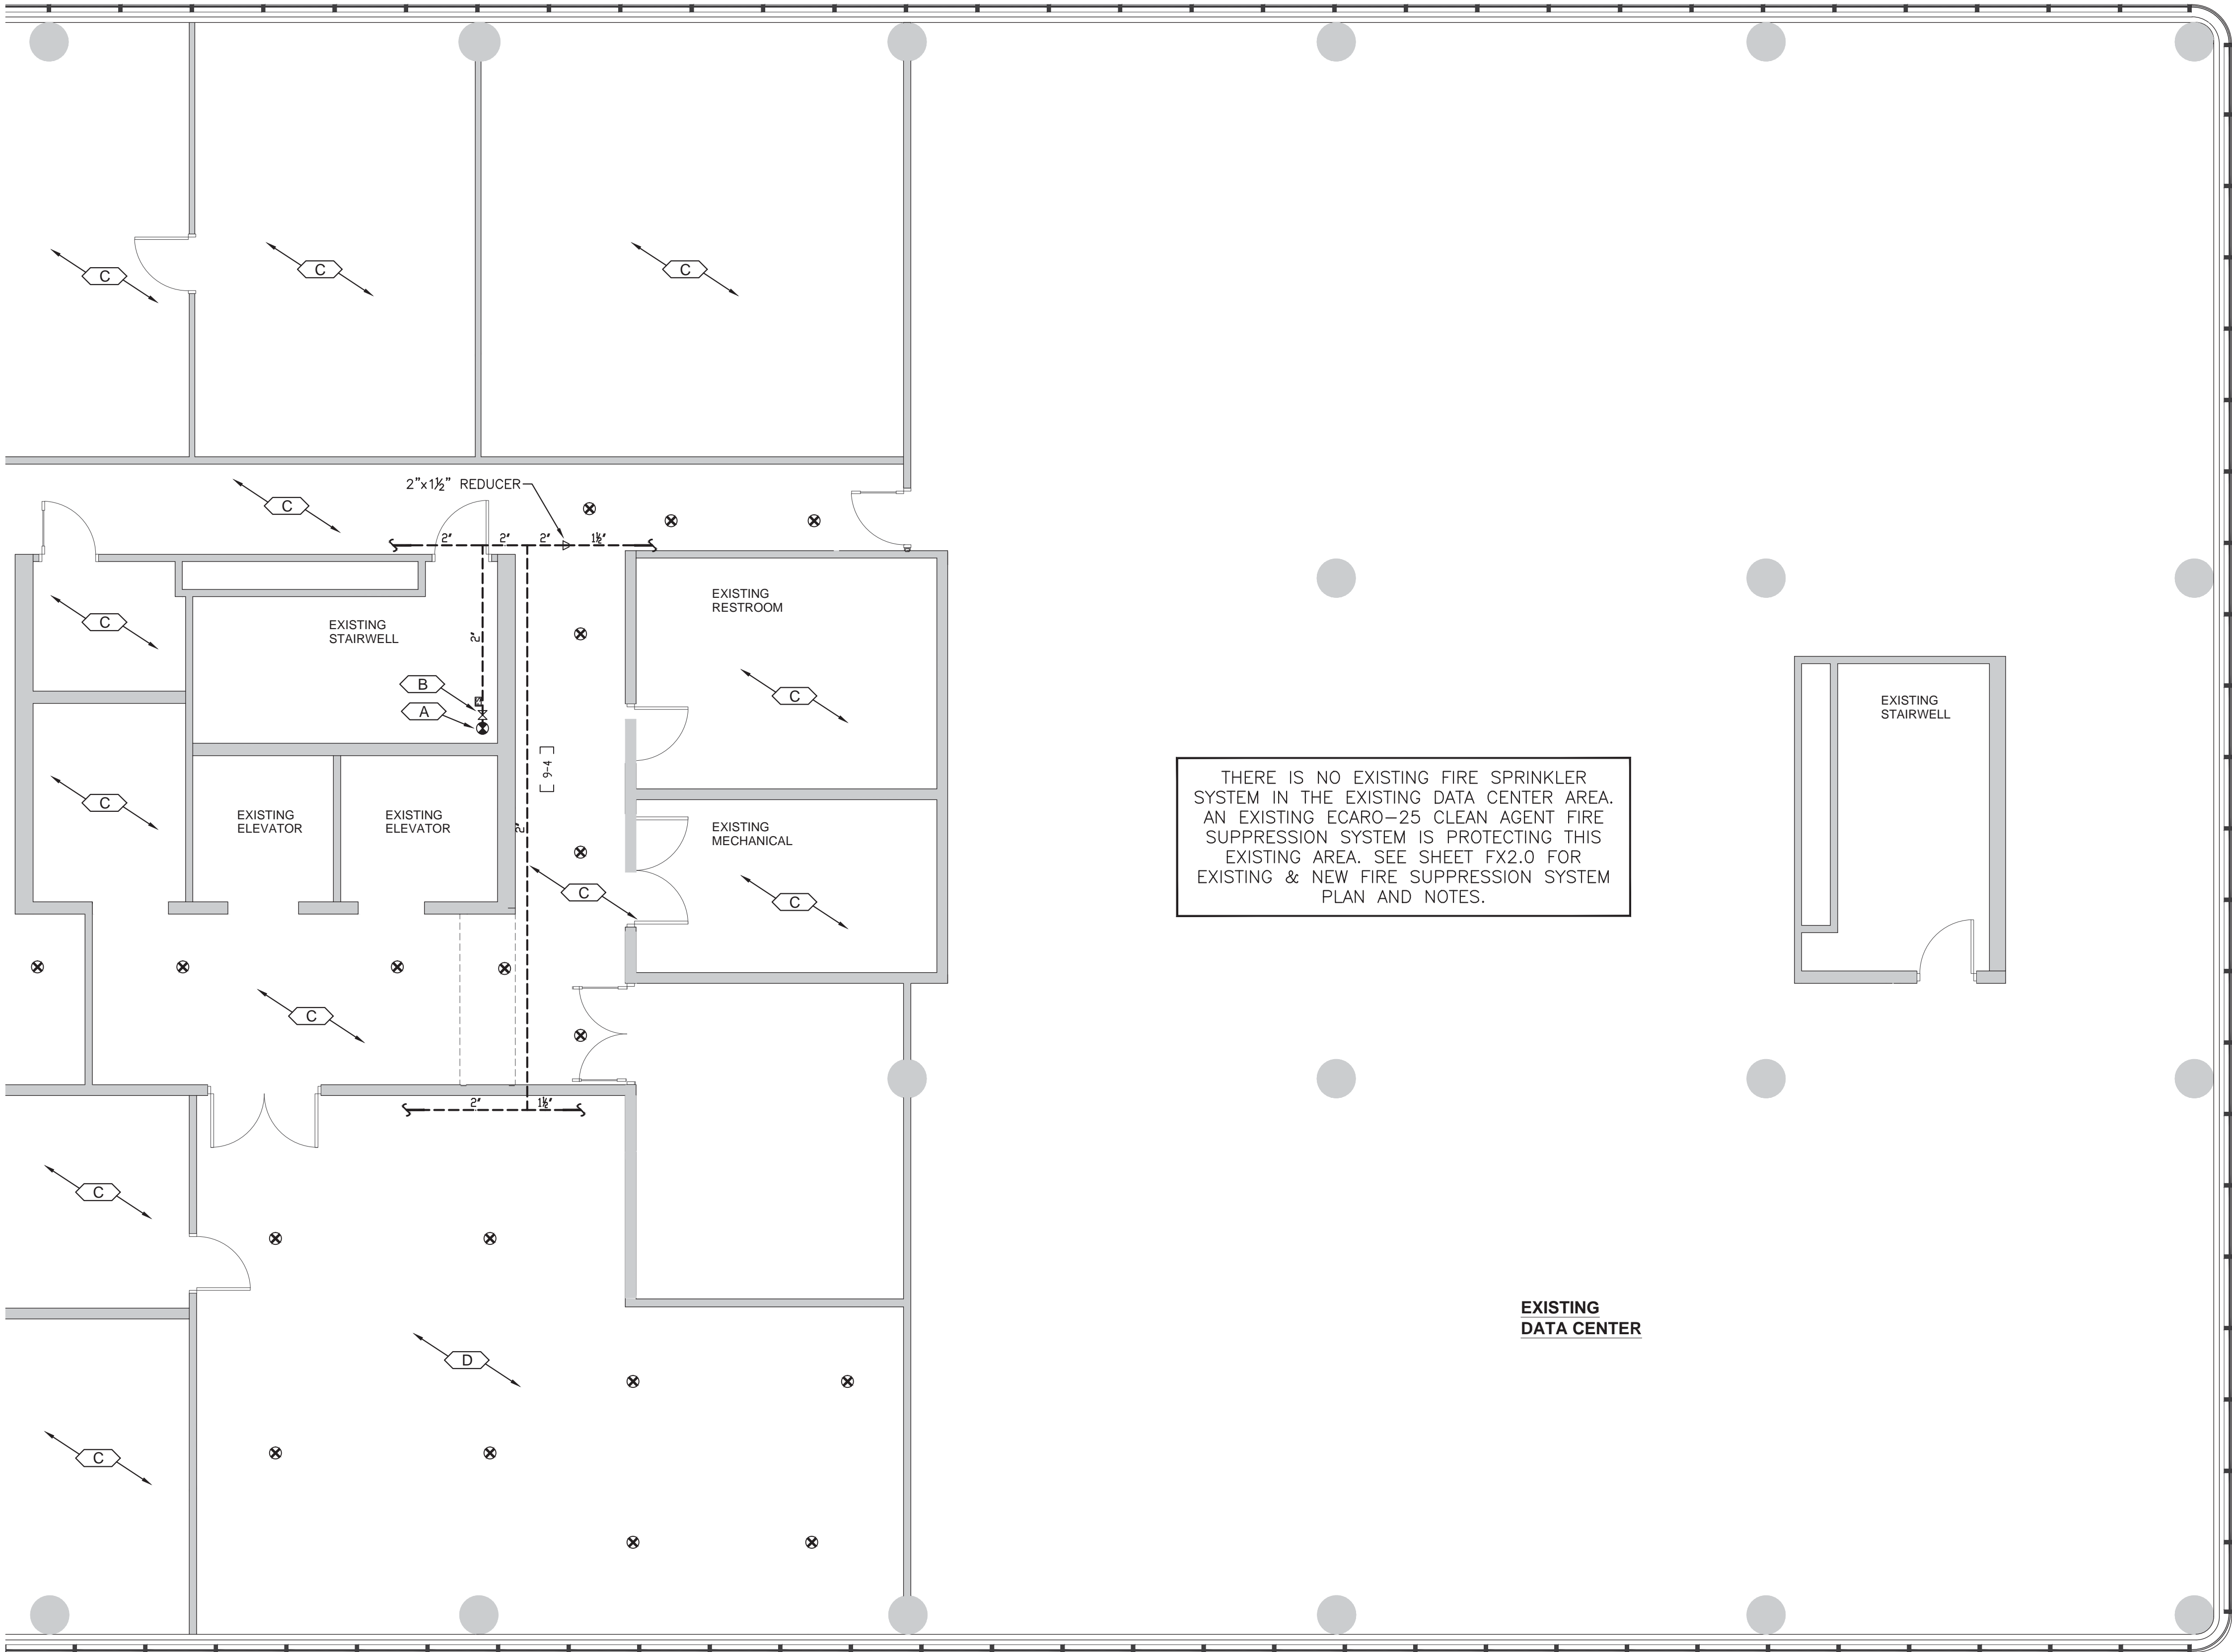 C
C
C
2"x1½" REDUCER
C
2"
2"
2"
1½"
EXISTING
RESTROOM
C
EXISTING
STAIRWELL
2"
B
A
C
EXISTING
STAIRWELL
[ 9-4 ]
THERE IS NO EXISTING FIRE SPRINKLER
SYSTEM IN THE EXISTING DATA CENTER AREA.
AN EXISTING ECARO-25 CLEAN AGENT FIRE
SUPPRESSION SYSTEM IS PROTECTING THIS
EXISTING AREA. SEE SHEET FX2.0 FOR
EXISTING & NEW FIRE SUPPRESSION SYSTEM
PLAN AND NOTES.
C
EXISTING
ELEVATOR
EXISTING
ELEVATOR
2"
EXISTING
MECHANICAL
C
C
C
2"
1½"
C
D
C
EXISTING
DATA CENTER